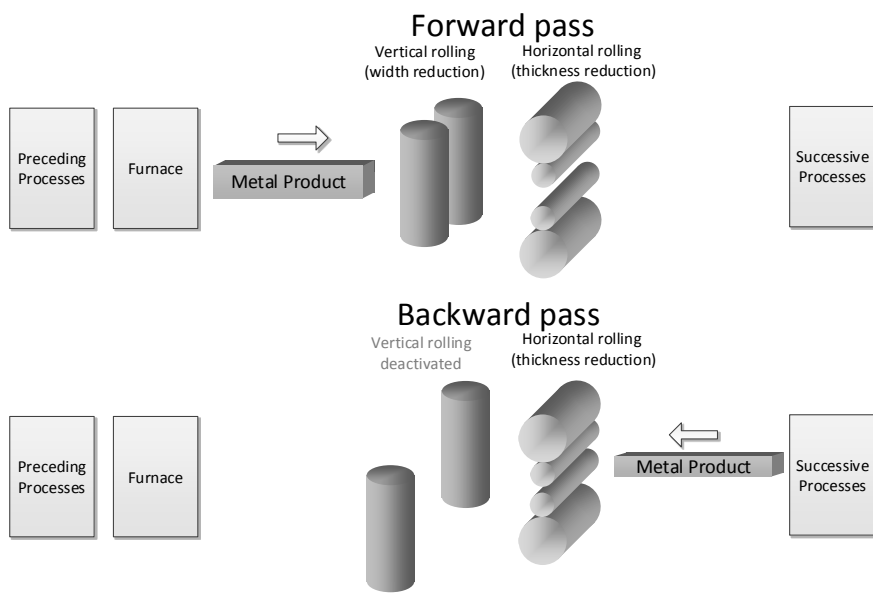 Forward pass
Vertical rolling
(width reduction)
Horizontal rolling
(thickness reduction)
Preceding
Processes
Furnace
Metal Product
Successive
Processes
Backward pass
Vertical rolling
deactivated
Horizontal rolling
(thickness reduction)
Preceding
Processes
Furnace
Metal Product
Successive
Processes